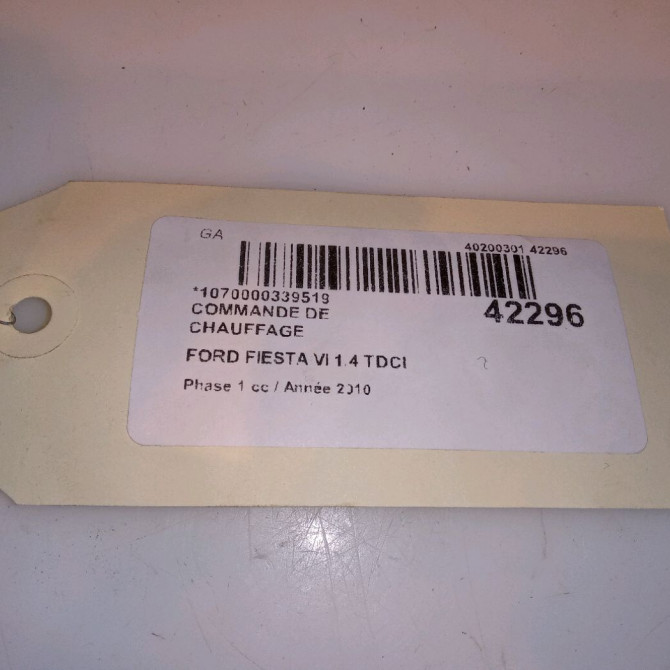 GA
40200301 42296
*1070000339519
42296
COMMANDE DE
CHAUFFAGE
FORD FIESTA VI 1.4 TDCI
Phase 1 cc / Année 2010